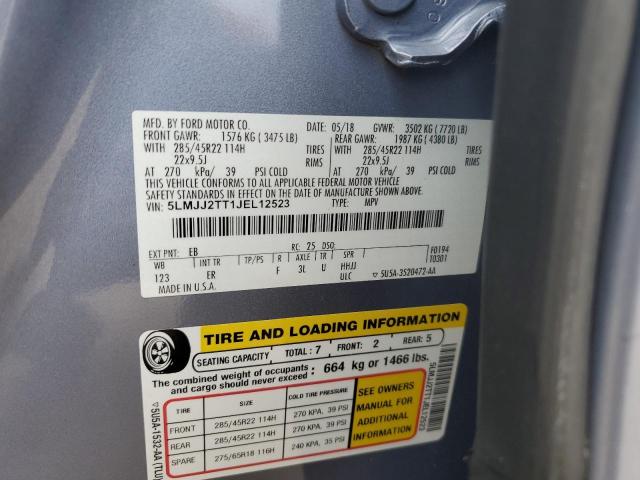 MFD. BY FORD MOTOR CO.
DATE: 05/18 GVWR: 3502 KG ( 7720 LB)
FRONT GAWR: 1576 KG ( 3475 LB) REAR GAWR: 1987 KG ( 4380 LB)
WITH 285/45R22 114H TIRES WITH 285/45R22 114H TIRES
22x9.5J RIMS 22x9.5J RIMS
AT 270 kPa/ 39 PSI COLD AT 270 kPa/ 39 PSI COLD
THIS VEHICLE CONFORMS TO ALL APPLICABLE FEDERAL MOTOR VEHICLE
SAFETY STANDARDS IN EFFECT ON THE DATE OF MANUFACTURE SHOWN ABOVE.
VIN: 5LMJJ2TT1JEL12523 TYPE: MPV
EXT PNT: EB RC: 25 DSO:
WB INT TR TP/PS R AXLE TR SPR F0194
123 ER F 3L U HHJJ T0301
MADE IN U.S.A. ULC ▽ 5U5A-3520472-AA
TIRE AND LOADING INFORMATION
SEATING CAPACITY TOTAL: 7 FRONT: 2 REAR: 5
The combined weight of occupants and cargo should never exceed: 664 kg or 1466 lbs.
TIRE SIZE COLD TIRE PRESSURE
FRONT 285/45R22 114H 270 KPA, 39 PSI
REAR 285/45R22 114H 270 KPA, 39 PSI
SPARE 275/65R18 116H 240 KPA, 35 PSI
SEE OWNERS
MANUAL FOR
ADDITIONAL
INFORMATION
▽5U5A-1532-AA (TLU)
5LMJJ2TT1JEL12523